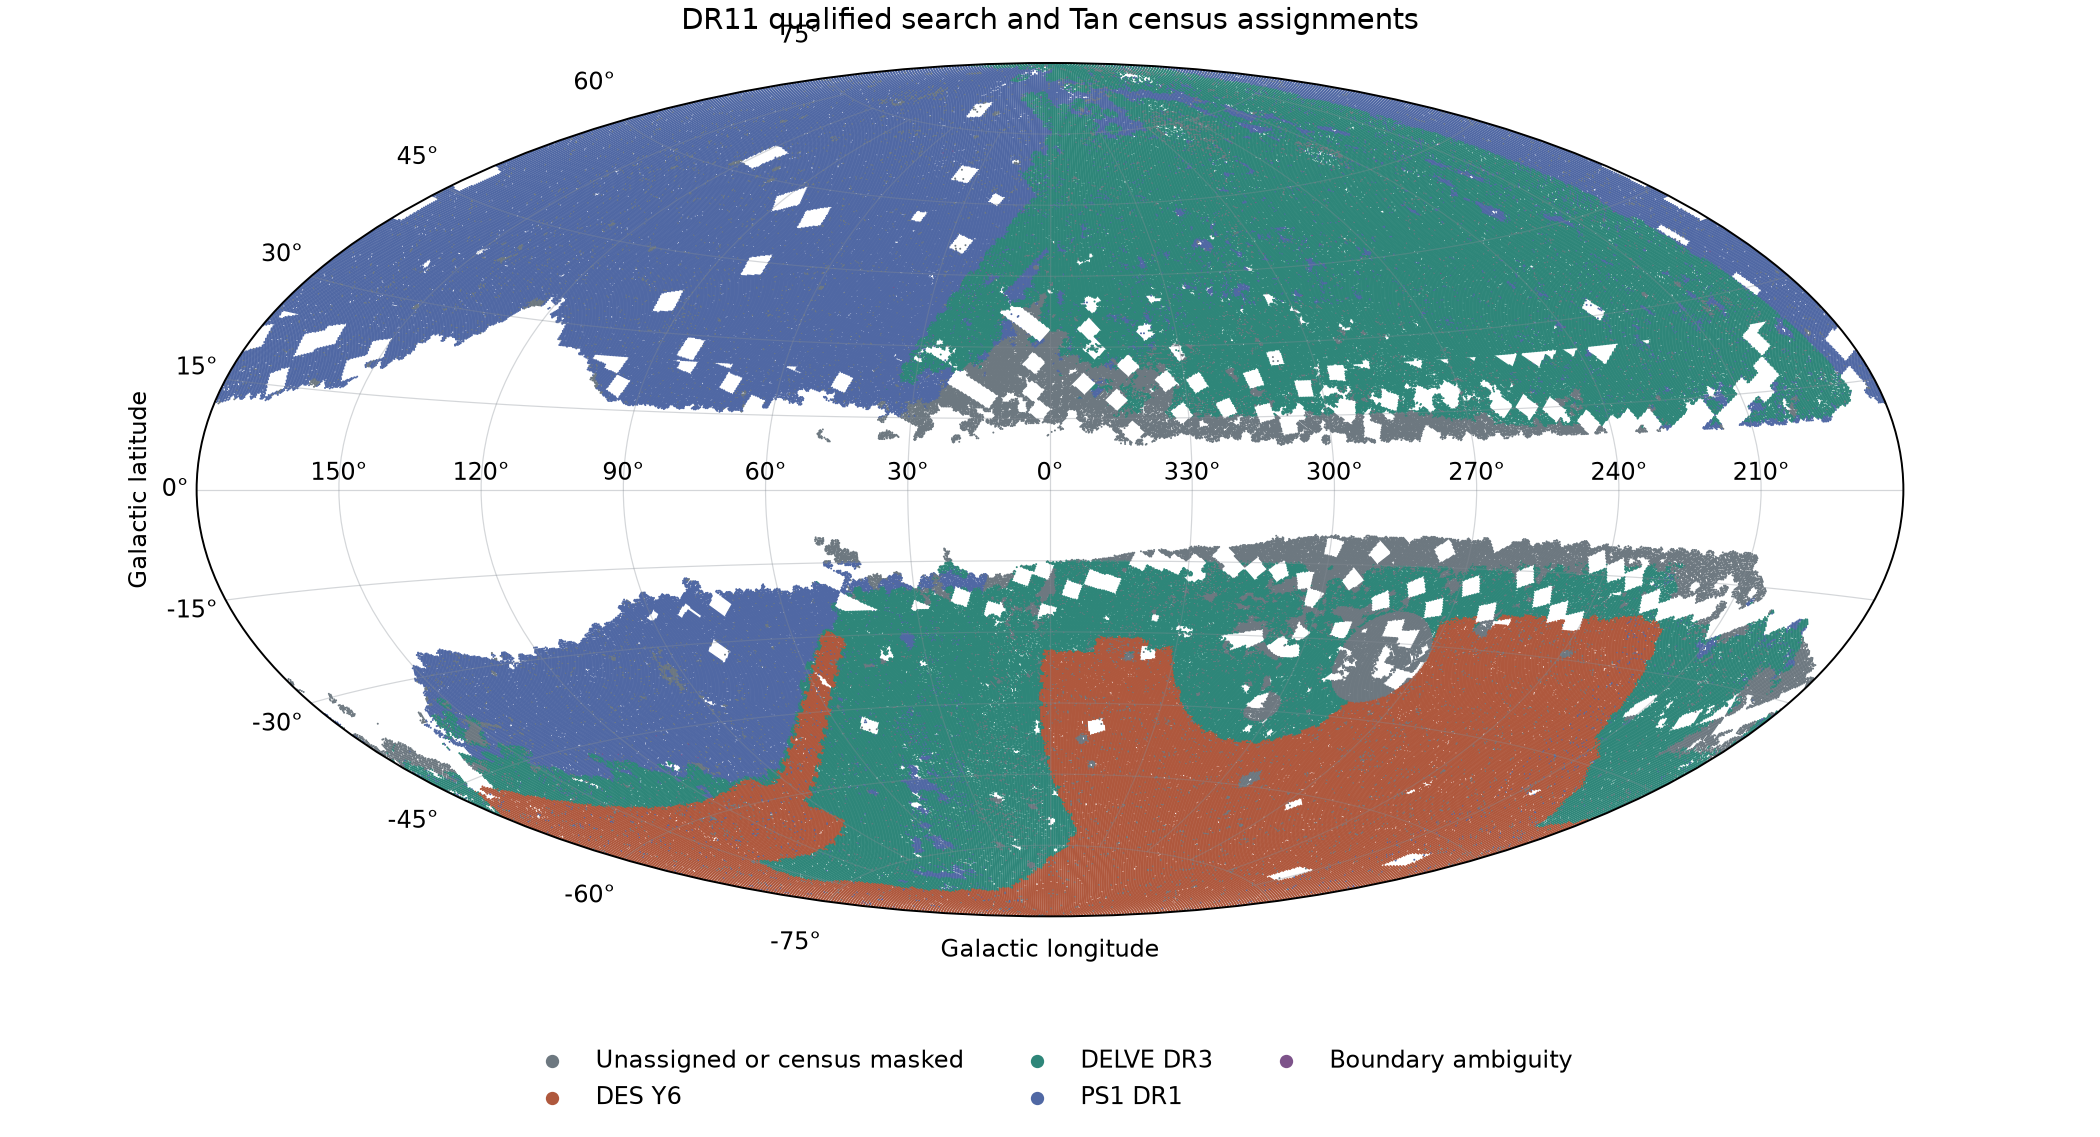 DR11 qualified search and Tan census assignments
75°
60°
45°
30°
15°
0°
-15°
-30°
-45°
-60°
-75°
Galactic latitude
150° 120° 90° 60° 30° 0° 330° 300° 270° 240° 210°
Galactic longitude
Unassigned or census masked
DES Y6
DELVE DR3
PS1 DR1
Boundary ambiguity